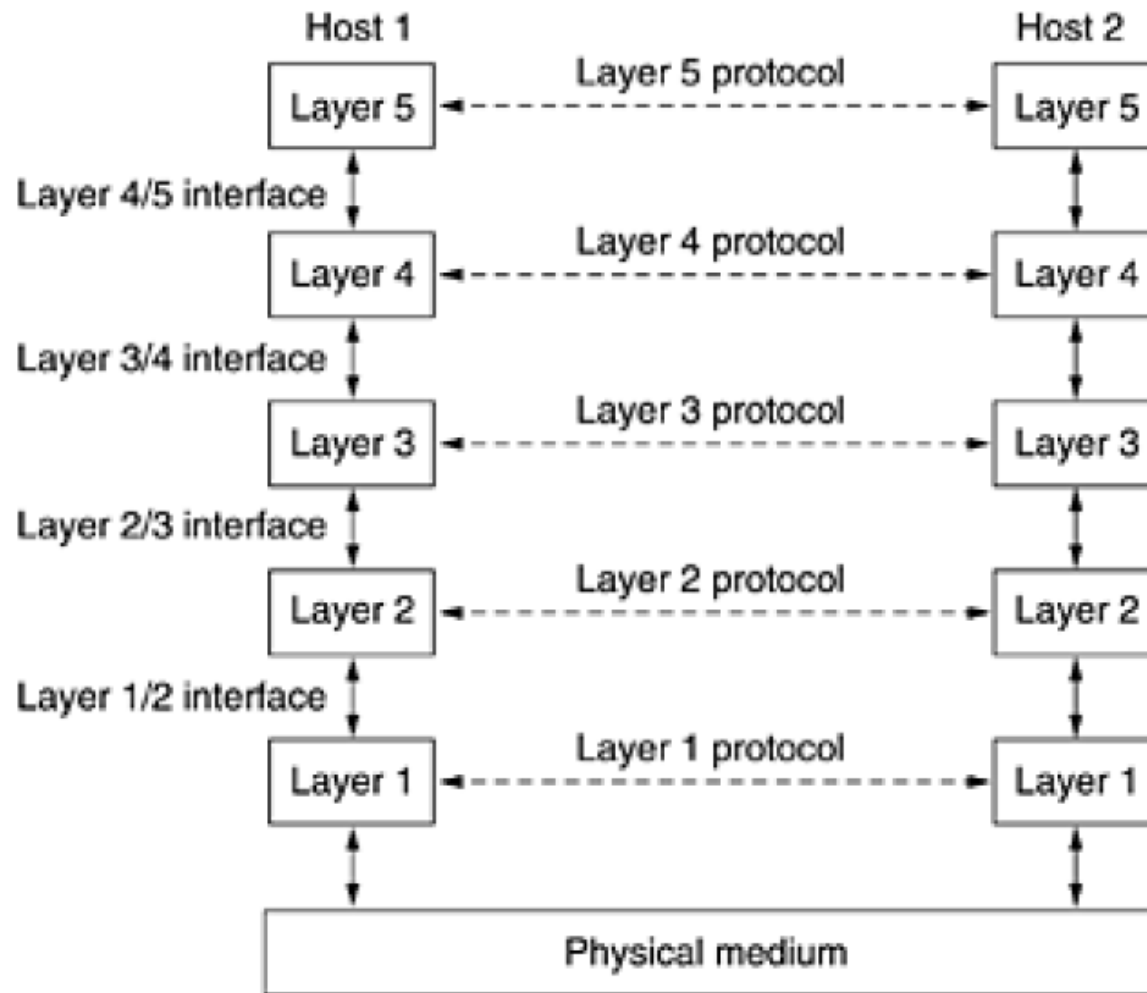 Host 1
Host 2
Layer 5 protocol
Layer 5
Layer 5
Layer 4/5 interface
Layer 4 protocol
Layer 4
Layer 4
Layer 3/4 interface
Layer 3 protocol
Layer 3
Layer 3
Layer 2/3 interface
Layer 2 protocol
Layer 2
Layer 2
Layer 1/2 interface
Layer 1 protocol
Layer 1
Layer 1
Physical medium